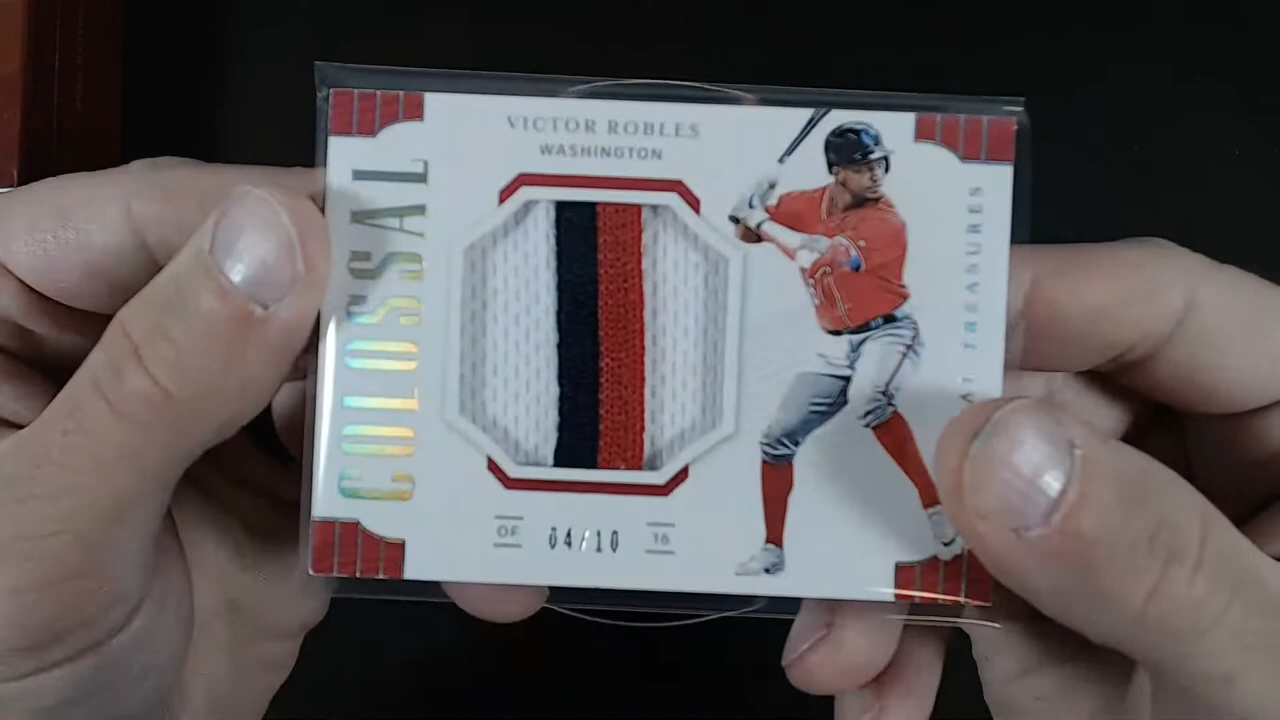 COLOSSAL
VICTOR ROBLES
WASHINGTON
OF
04/10
16
TREASURES